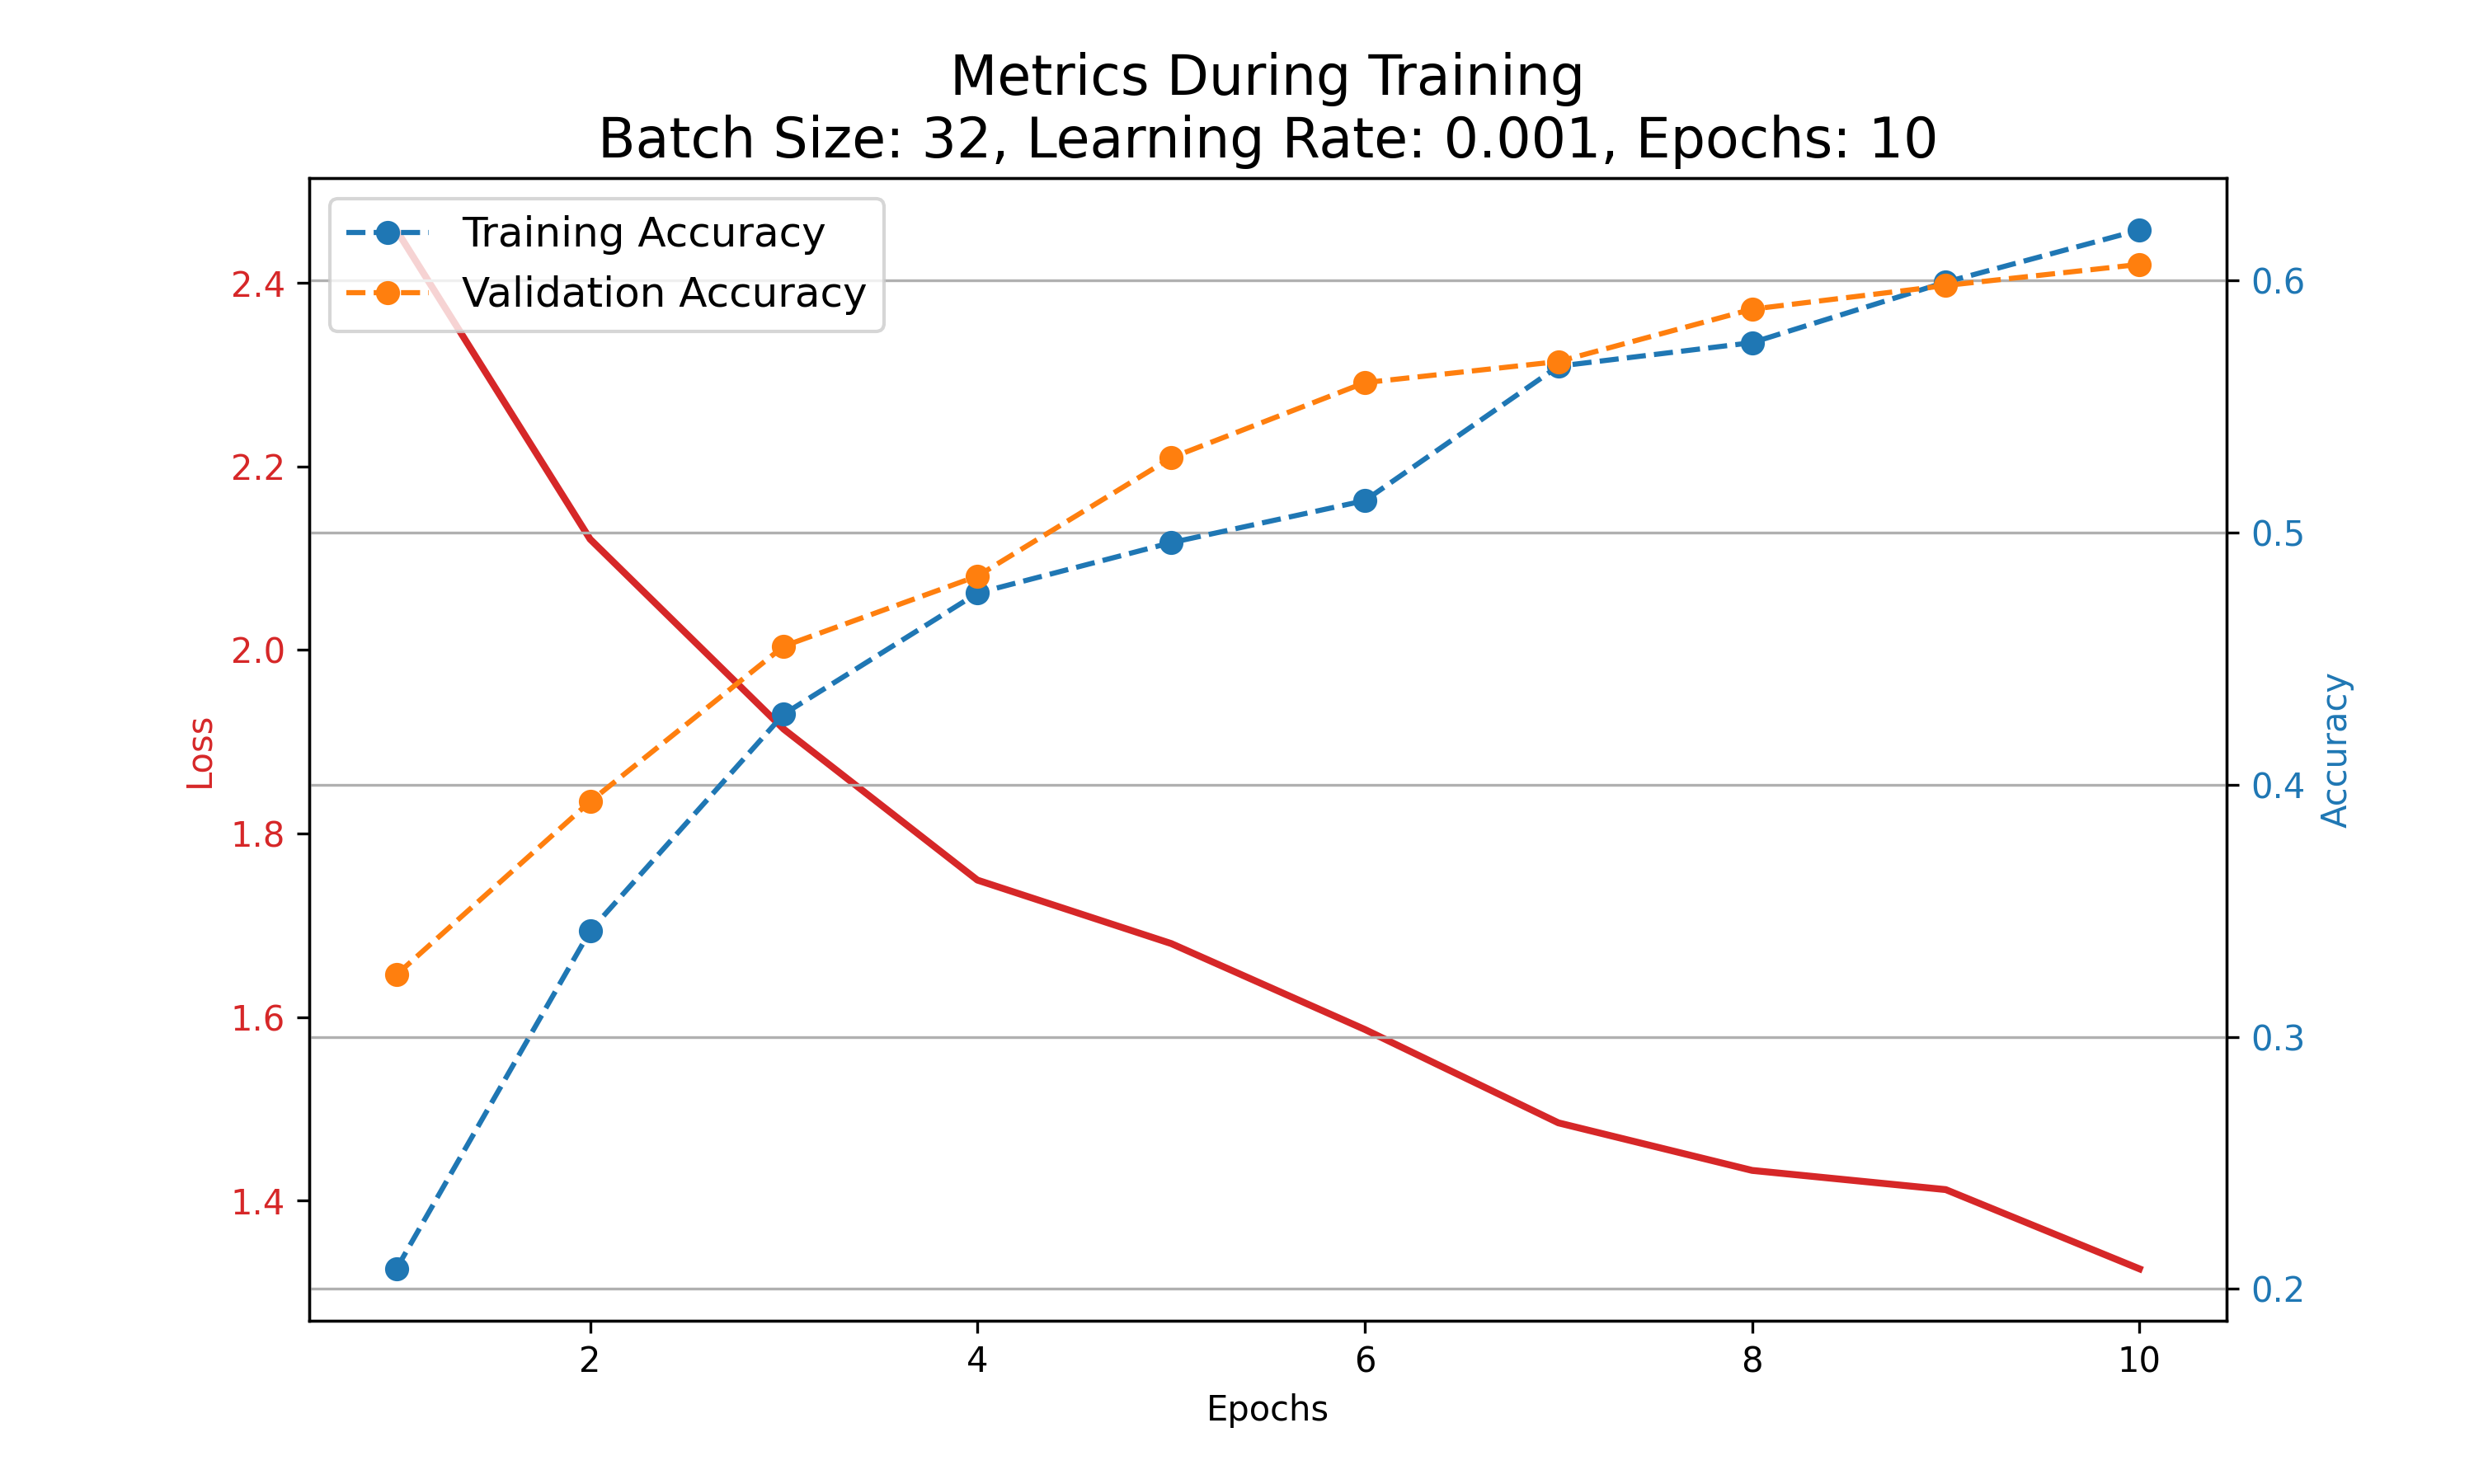 Metrics During Training
Batch Size: 32, Learning Rate: 0.001, Epochs: 10
Training Accuracy
Validation Accuracy
2.4
2.2
2.0
1.8
1.6
1.4
Loss
0.6
0.5
0.4
0.3
0.2
Accuracy
2 4 6 8 10
Epochs